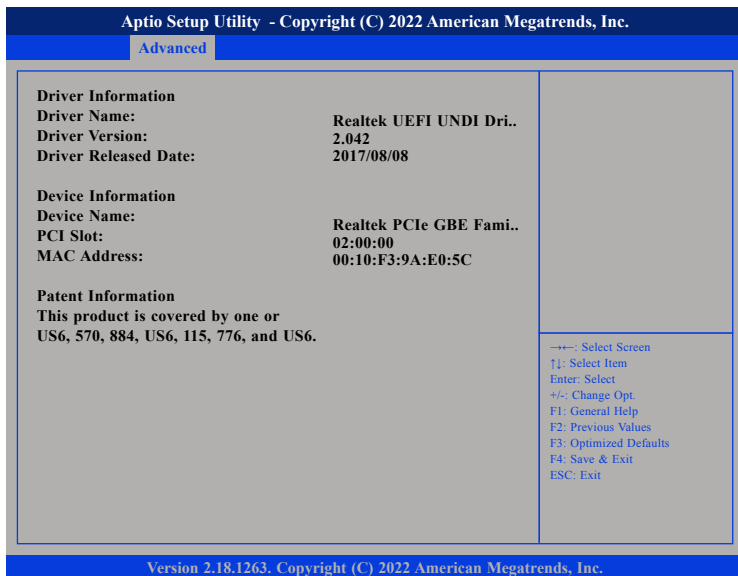 Aptio Setup Utility - Copyright (C) 2022 American Megatrends, Inc.
Advanced
Driver Information
Driver Name: Realtek UEFI UNDI Dri..
Driver Version: 2.042
Driver Released Date: 2017/08/08
Device Information
Device Name: Realtek PCIe GBE Fami..
PCI Slot: 02:00:00
MAC Address: 00:10:F3:9A:E0:5C
Patent Information
This product is covered by one or
US6, 570, 884, US6, 115, 776, and US6.
→←: Select Screen
↑↓: Select Item
Enter: Select
+/-: Change Opt.
F1: General Help
F2: Previous Values
F3: Optimized Defaults
F4: Save & Exit
ESC: Exit
Version 2.18.1263. Copyright (C) 2022 American Megatrends, Inc.